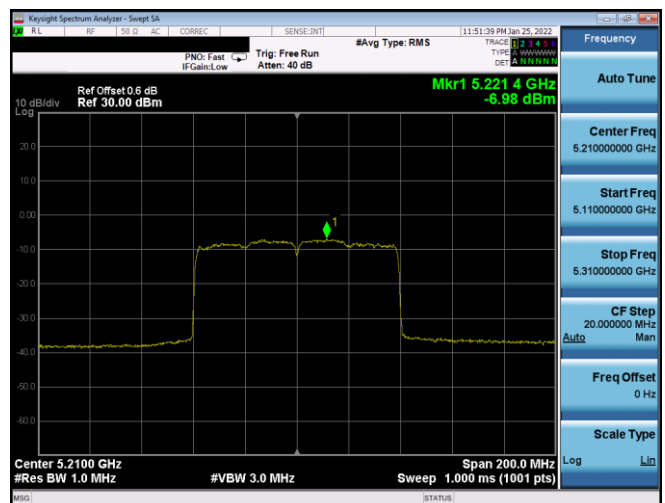 Keysight Spectrum Analyzer - Swept SA
RL RF 50 Ω AC CORREC SENSE:INT 11:51:39 PM Jan 25, 2022
#Avg Type: RMS
TRACE 1 2 3 4 5 6
TYPE A WWWWW
DET A N N N N N
PNO: Fast
IFGain:Low
Trig: Free Run
Atten: 40 dB
Mkr1 5.221 4 GHz
-6.98 dBm
Ref Offset 0.6 dB
10 dB/div Ref 30.00 dBm
Log
20.0
10.0
0.00
-10.0
-20.0
-30.0
-40.0
-50.0
-60.0
1
Center 5.2100 GHz
Span 200.0 MHz
#Res BW 1.0 MHz
#VBW 3.0 MHz
Sweep 1.000 ms (1001 pts)
MSG
STATUS
Frequency
Auto Tune
Center Freq
5.210000000 GHz
Start Freq
5.110000000 GHz
Stop Freq
5.310000000 GHz
CF Step
20.000000 MHz
Auto Man
Freq Offset
0 Hz
Scale Type
Log Lin